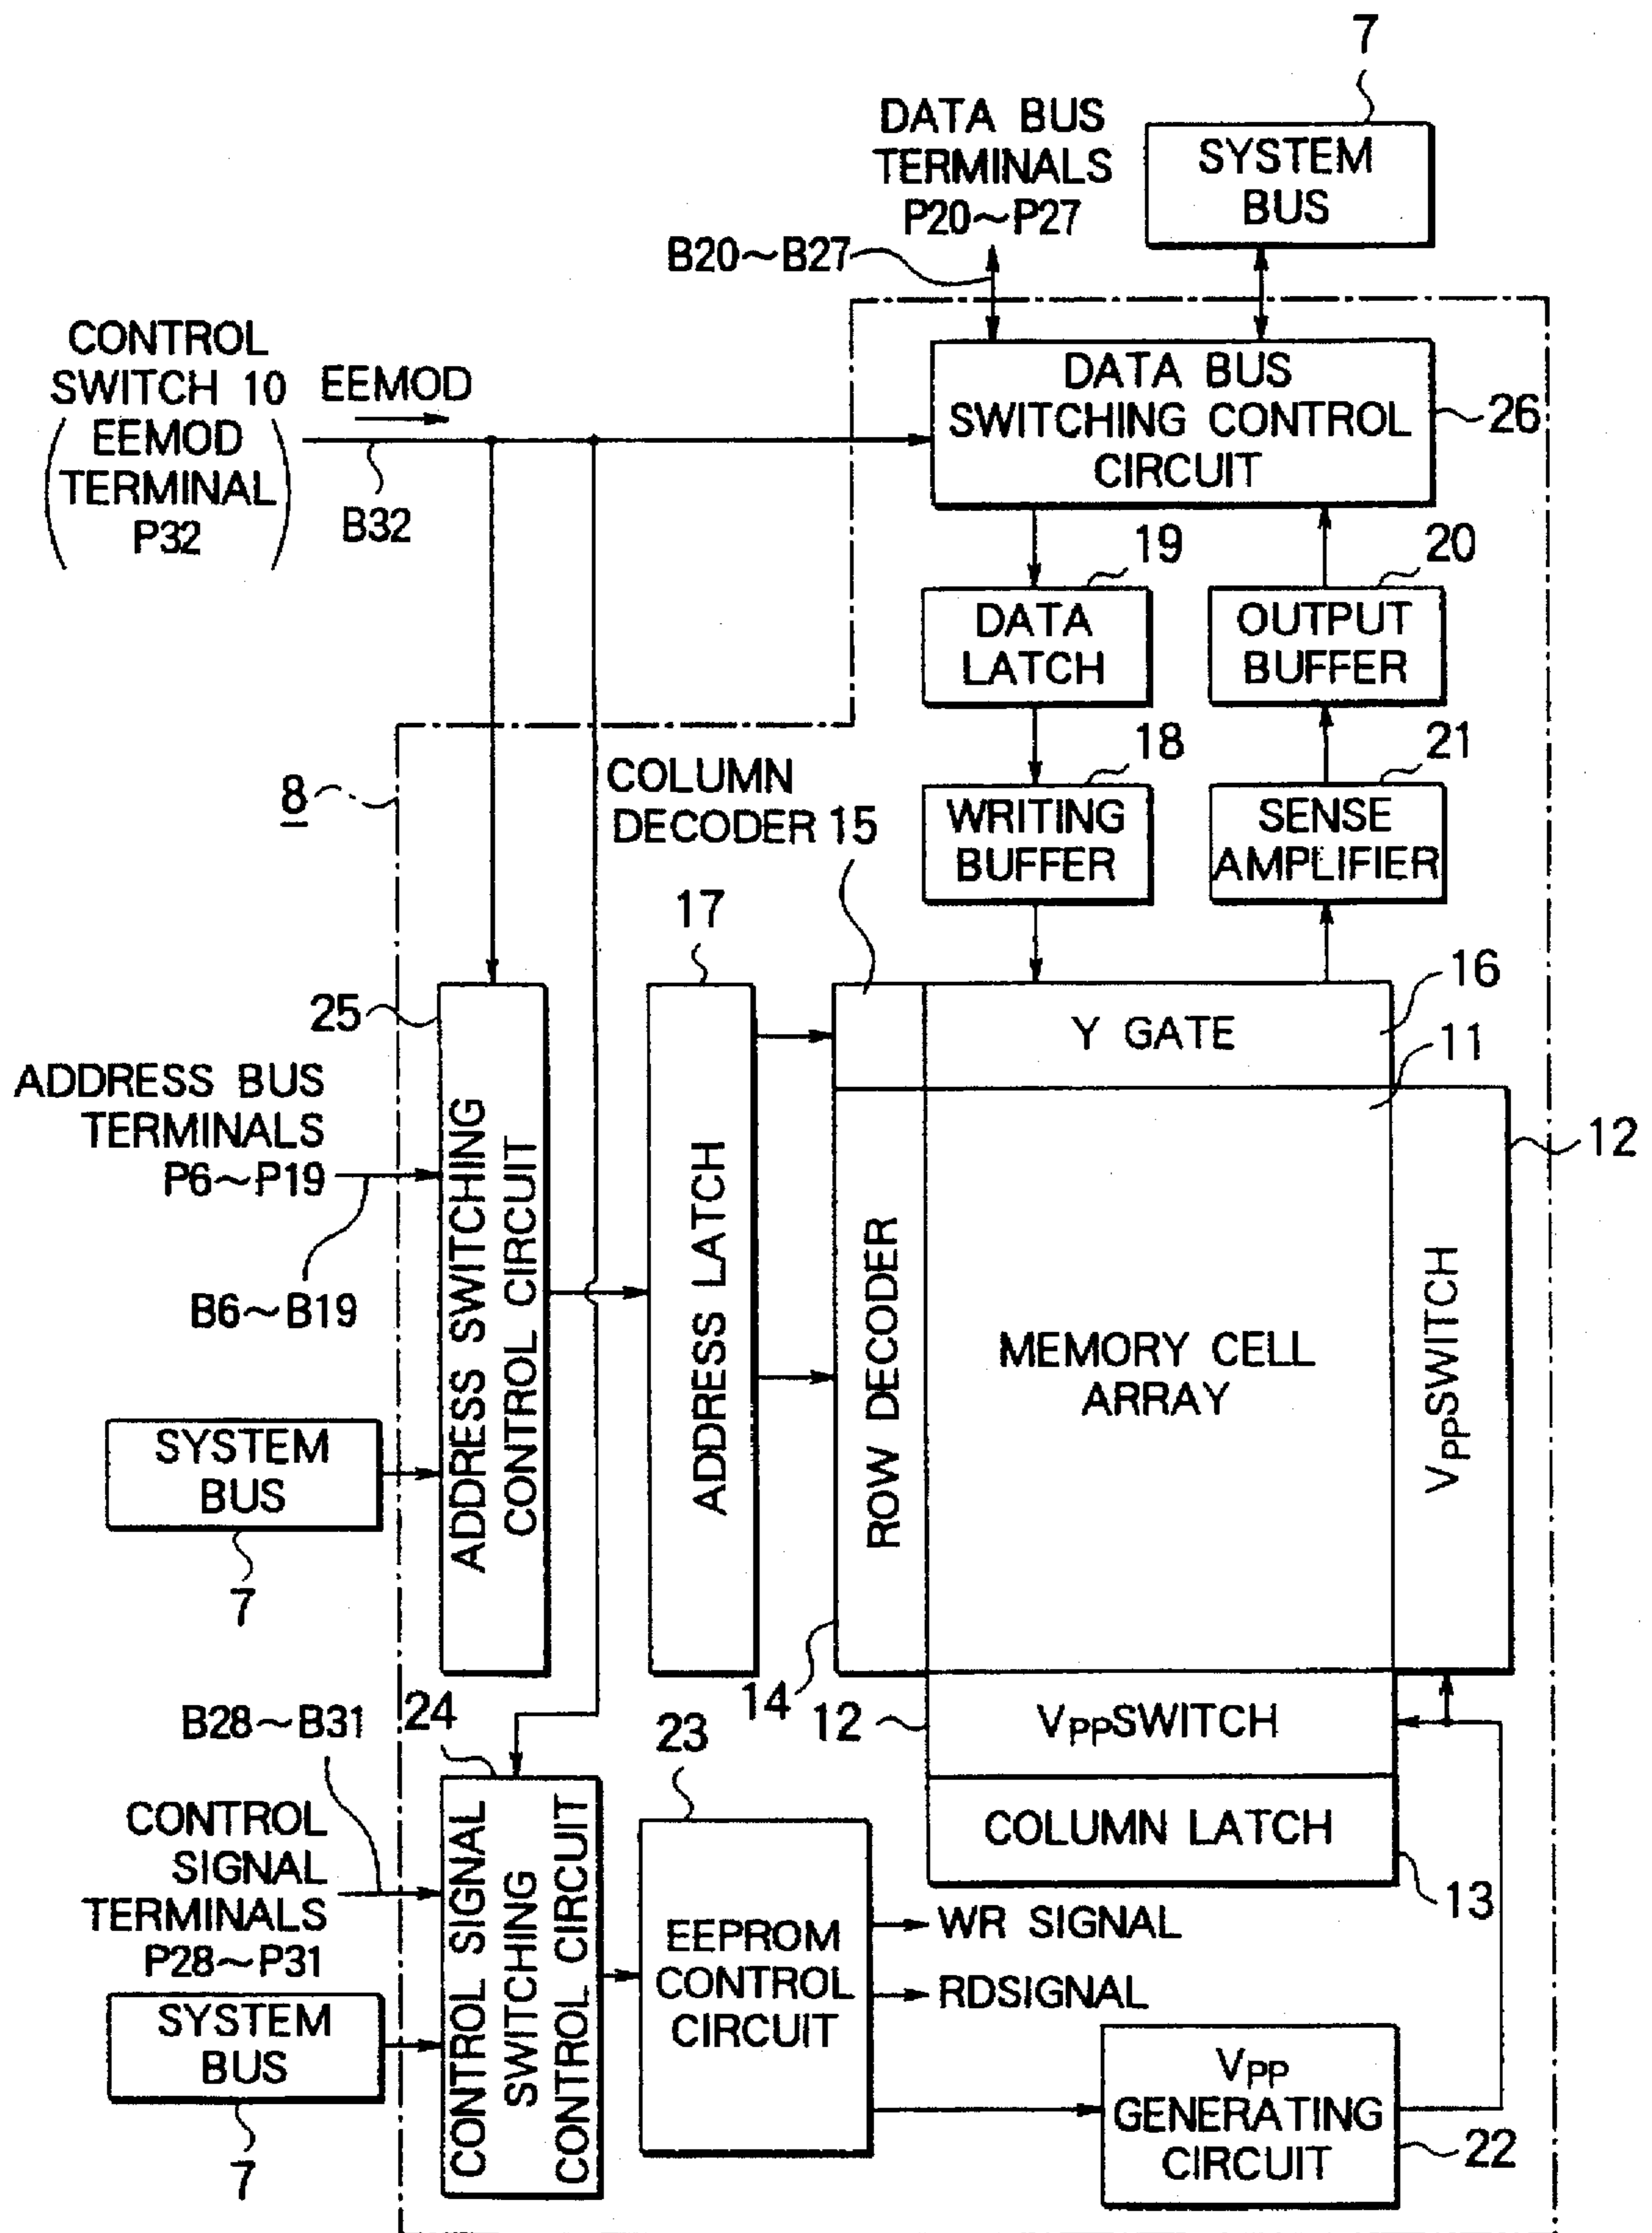 7
DATA BUS
TERMINALS
P20~P27
SYSTEM
BUS
B20~B27
CONTROL
SWITCH 10
EEMOD
TERMINAL
P32
EEMOD
B32
DATA BUS
SWITCHING CONTROL
CIRCUIT
26
19
DATA
LATCH
20
OUTPUT
BUFFER
18
WRITING
BUFFER
21
SENSE
AMPLIFIER
8
COLUMN
DECODER 15
17
25
ADDRESS BUS
TERMINALS
P6~P19
B6~B19
ADDRESS SWITCHING
CONTROL CIRCUIT
ADDRESS LATCH
Y GATE
16
11
12
ROW DECODER
MEMORY CELL
ARRAY
VPPSWITCH
SYSTEM
BUS
7
14
12
VPPSWITCH
COLUMN LATCH
13
B28~B31
24
23
CONTROL
SIGNAL
TERMINALS
P28~P31
SYSTEM
BUS
7
CONTROL SIGNAL
SWITCHING
CONTROL CIRCUIT
EEPROM
CONTROL
CIRCUIT
WR SIGNAL
RDSIGNAL
VPP
GENERATING
CIRCUIT
22